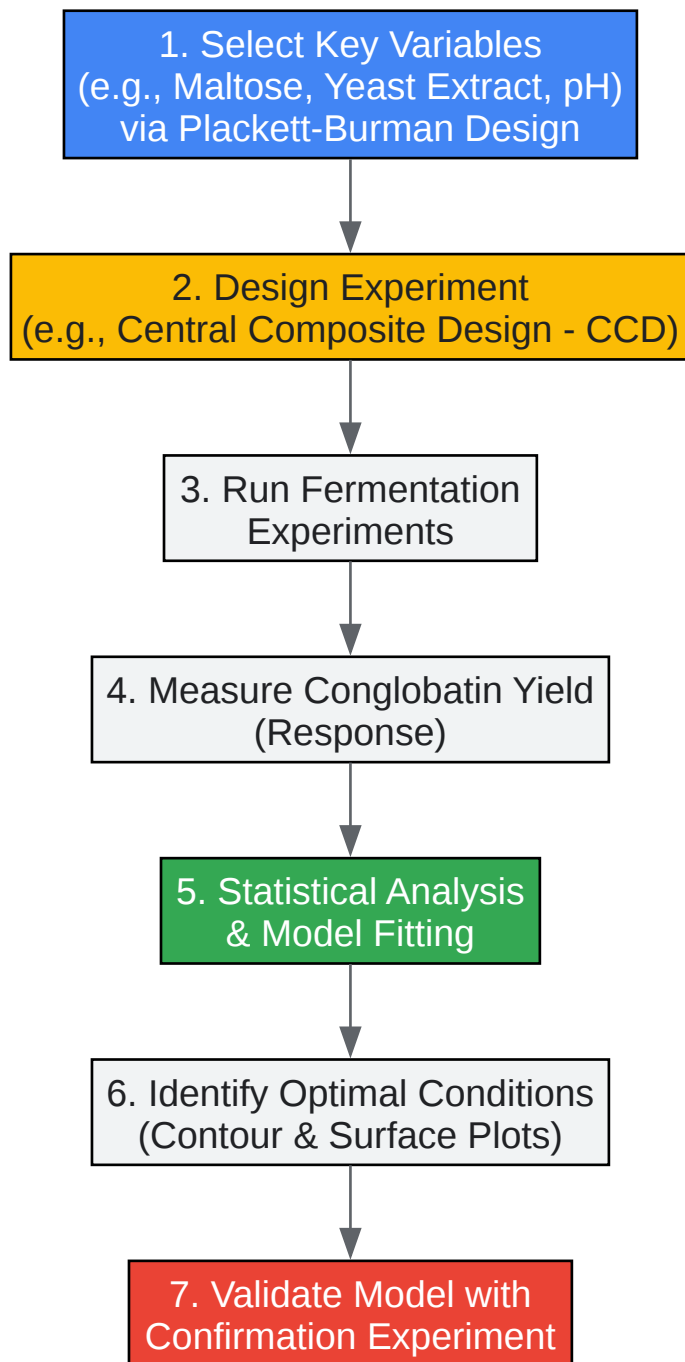 1. Select Key Variables
(e.g., Maltose, Yeast Extract, pH)
via Plackett-Burman Design
2. Design Experiment
(e.g., Central Composite Design - CCD)
3. Run Fermentation
Experiments
4. Measure Conglobatin Yield
(Response)
5. Statistical Analysis
& Model Fitting
6. Identify Optimal Conditions
(Contour & Surface Plots)
7. Validate Model with
Confirmation Experiment